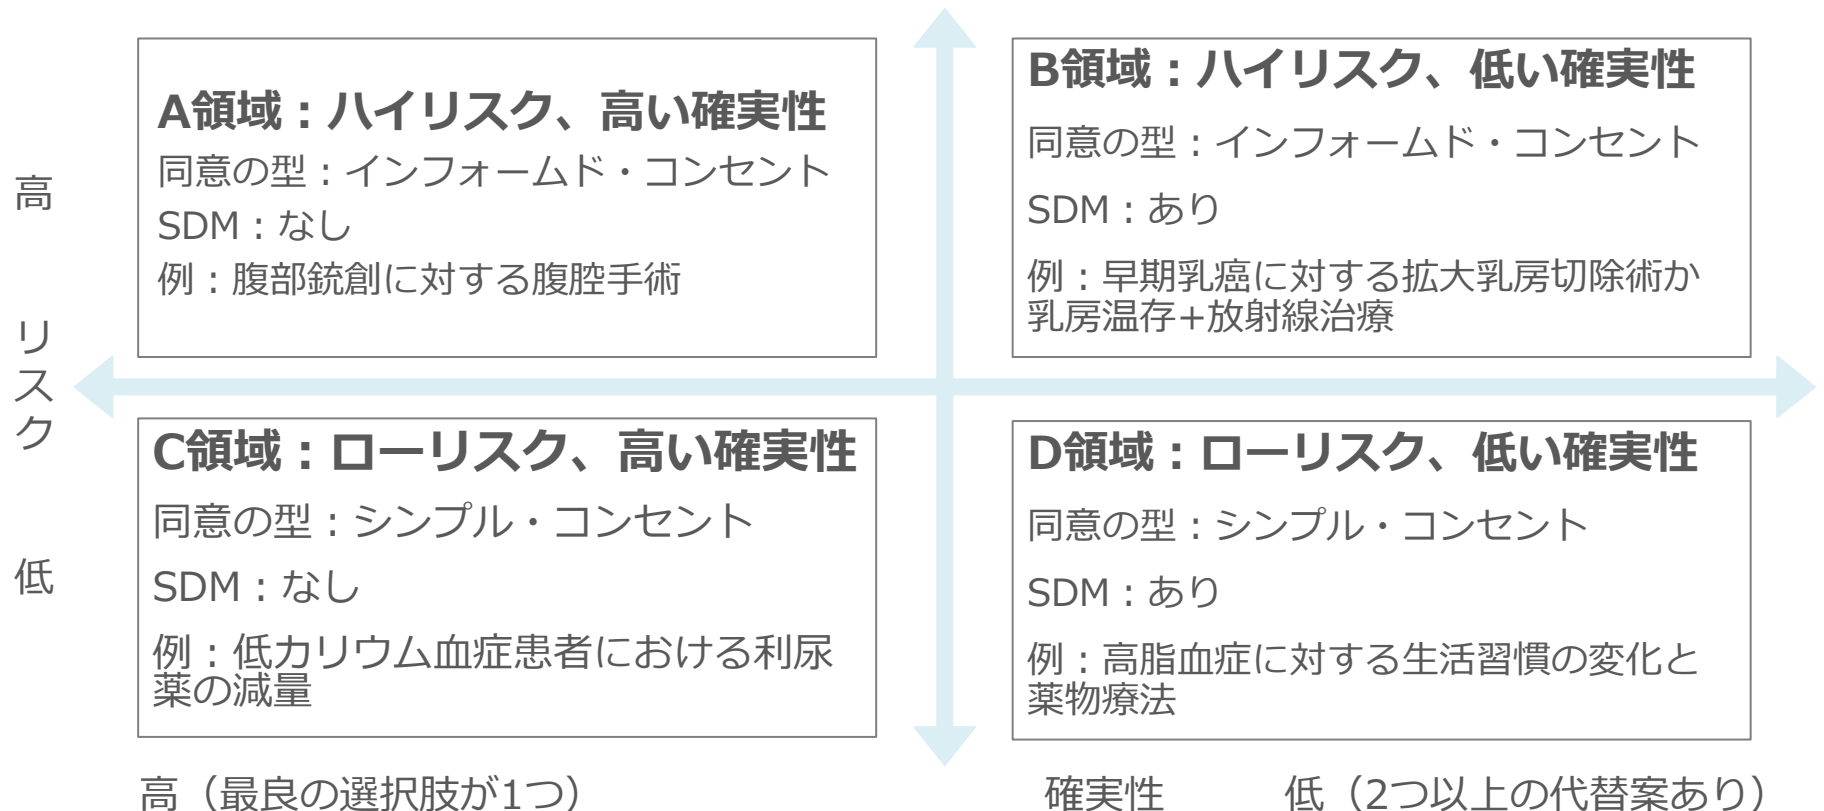 高
リ
ス
ク
低
A領域：ハイリスク、高い確実性
同意の型：インフォームド・コンセント
SDM：なし
例：腹部銃創に対する腹腔手術
B領域：ハイリスク、低い確実性
同意の型：インフォームド・コンセント
SDM：あり
例：早期乳癌に対する拡大乳房切除術か
乳房温存+放射線治療
C領域：ローリスク、高い確実性
同意の型：シンプル・コンセント
SDM：なし
例：低カリウム血症患者における利尿
薬の減量
D領域：ローリスク、低い確実性
同意の型：シンプル・コンセント
SDM：あり
例：高脂血症に対する生活習慣の変化と
薬物療法
高（最良の選択肢が1つ）
確実性
低（2つ以上の代替案あり）